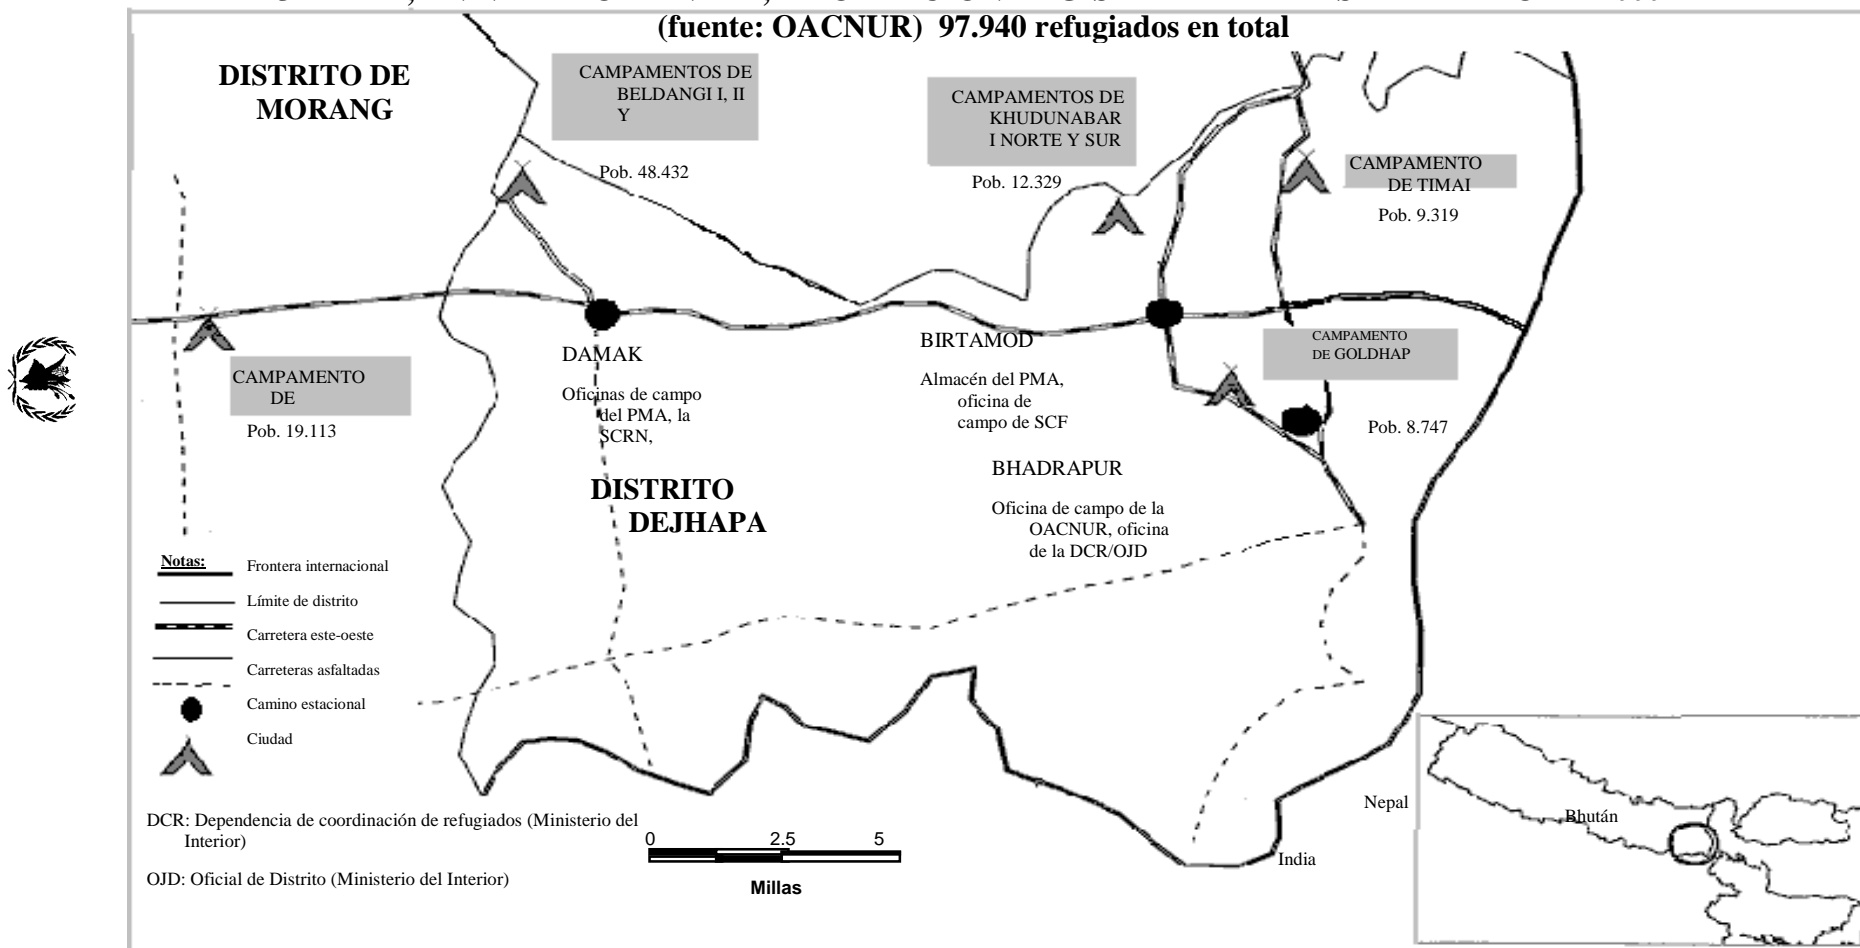 (fuente: OACNUR) 97.940 refugiados en total
DISTRITO DE
MORANG
CAMPAMENTOS DE
BELDANGI I, II
Y
Pob. 48.432
CAMPAMENTOS DE
KHUDUNABAR
I NORTE Y SUR
Pob. 12.329
CAMPAMENTO
DE TIMAI
Pob. 9.319
CAMPAMENTO
DE
Pob. 19.113
DAMAK
Oficinas de campo
del PMA, la
SCRN,
BIRTAMOD
Almacén del PMA,
oficina de
campo de SCF
CAMPAMENTO
DE GOLDHAP
Pob. 8.747
BHADRAPUR
Oficina de campo de la
OACNUR, oficina
de la DCR/OJD
DISTRITO
DEJHAPA
Notas:
Frontera internacional
Límite de distrito
Carretera este-oeste
Carreteras asfaltadas
Camino estacional
Ciudad
DCR: Dependencia de coordinación de refugiados (Ministerio del
Interior)
OJD: Oficial de Distrito (Ministerio del Interior)
0 2.5 5
Millas
Nepal
Bhután
India